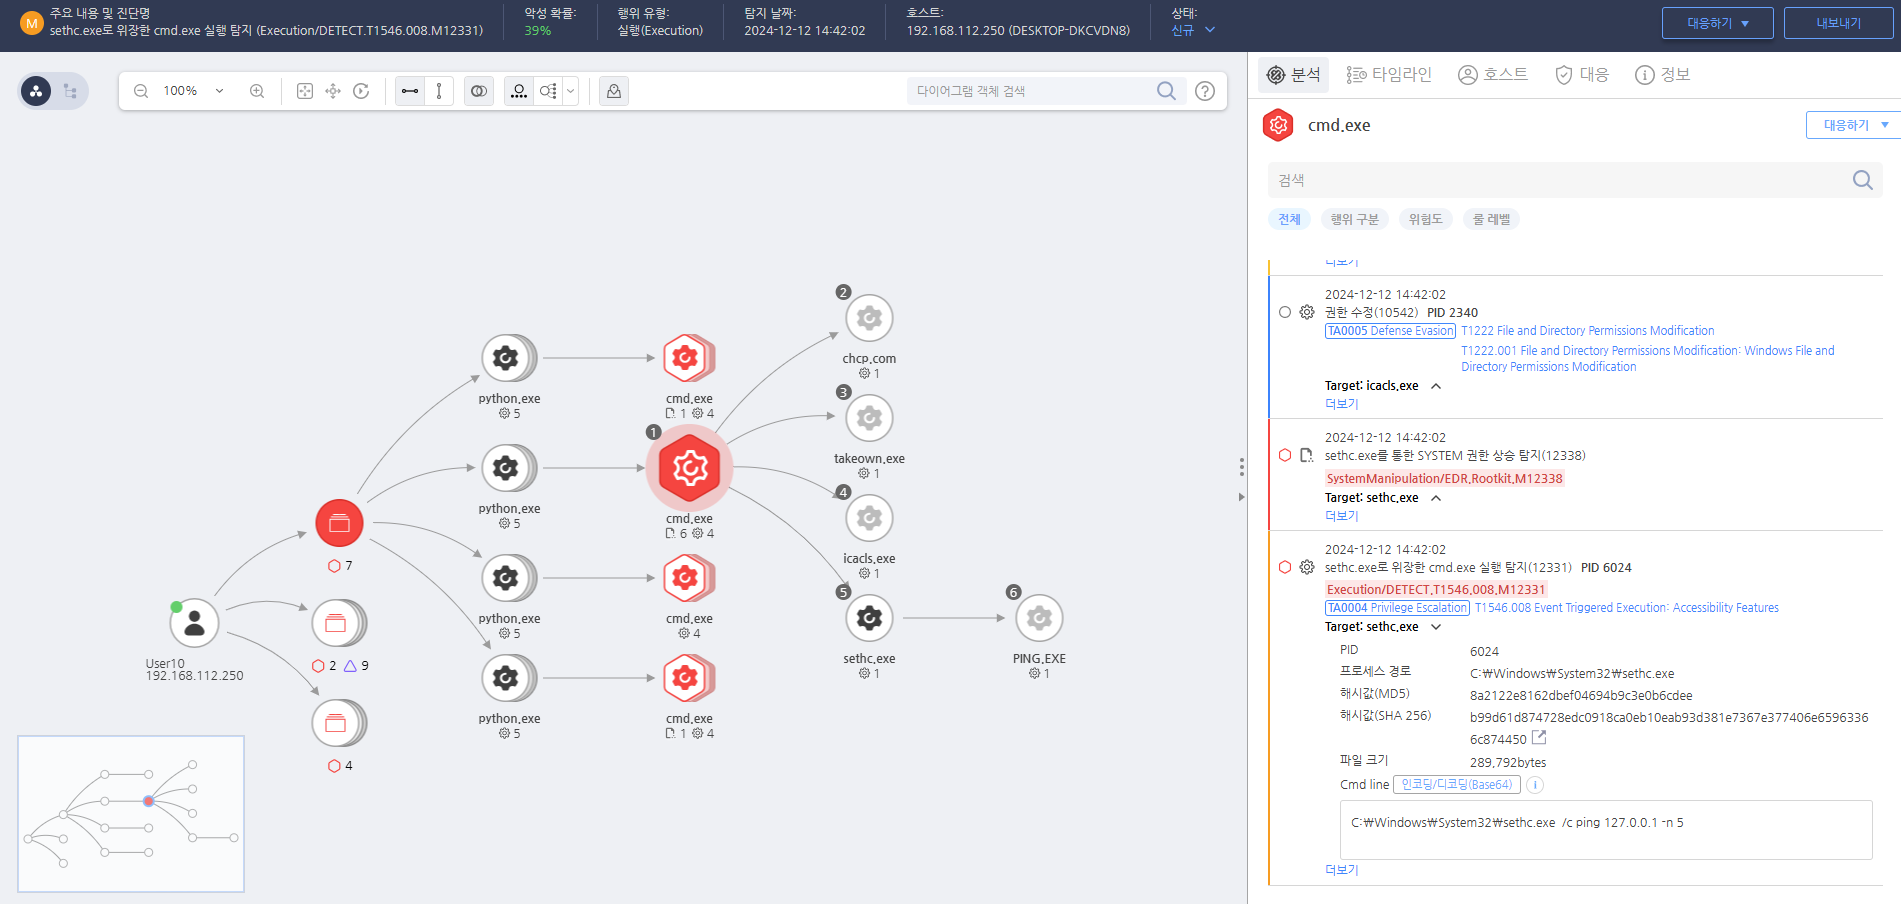 M
주요 내용 및 진단명
sethc.exe로 위장한 cmd.exe 실행 탐지 (Execution/DETECT.T1546.008.M12331)
악성 확률:
39%
행위 유형:
실행(Execution)
탐지 날짜:
2024-12-12 14:42:02
호스트:
192.168.112.250 (DESKTOP-DKCVDN8)
상태:
신규
대응하기
내보내기
100%
다이어그램 객체 검색
분석
타임라인
호스트
대응
정보
cmd.exe
대응하기
검색
전체
행위 구분
위험도
룰 레벨
더보기
2024-12-12 14:42:02
권한 수정(10542) PID 2340
TA0005 Defense Evasion T1222 File and Directory Permissions Modification
T1222.001 File and Directory Permissions Modification: Windows File and
Directory Permissions Modification
Target: icacls.exe
더보기
2024-12-12 14:42:02
sethc.exe를 통한 SYSTEM 권한 상승 탐지(12338)
SystemManipulation/EDR.Rootkit.M12338
Target: sethc.exe
더보기
2024-12-12 14:42:02
sethc.exe로 위장한 cmd.exe 실행 탐지(12331) PID 6024
Execution/DETECT.T1546.008.M12331
TA0004 Privilege Escalation T1546.008 Event Triggered Execution: Accessibility Features
Target: sethc.exe
PID 6024
프로세스 경로 C:₩Windows₩System32₩sethc.exe
해시값(MD5) 8a2122e8162dbef04694b9c3e0b6cdee
해시값(SHA 256) b99d61d874728edc0918ca0eb10eab93d381e7367e377406e6596336
6c874450
파일 크기 289,792bytes
Cmd line 인코딩/디코딩(Base64)
C:₩Windows₩System32₩sethc.exe /c ping 127.0.0.1 -n 5
더보기
User10
192.168.112.250
7
2 9
4
python.exe
5
python.exe
5
python.exe
5
python.exe
5
cmd.exe
1 4
1
cmd.exe
6 4
cmd.exe
4
cmd.exe
1 4
2
chcp.com
1
3
takeown.exe
1
4
icacls.exe
1
5
sethc.exe
1
6
PING.EXE
1